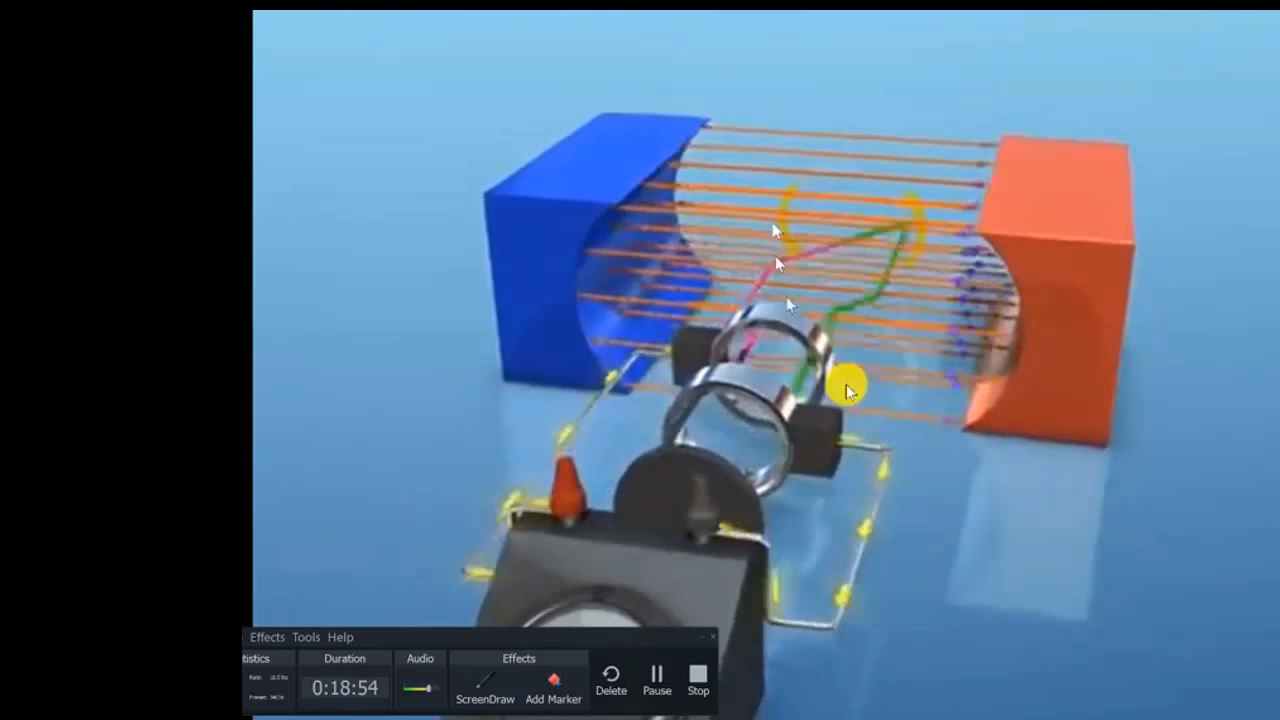 Effects Tools Help
tistics Duration Audio Effects
0:18:54
ScreenDraw Add Marker Delete Pause Stop